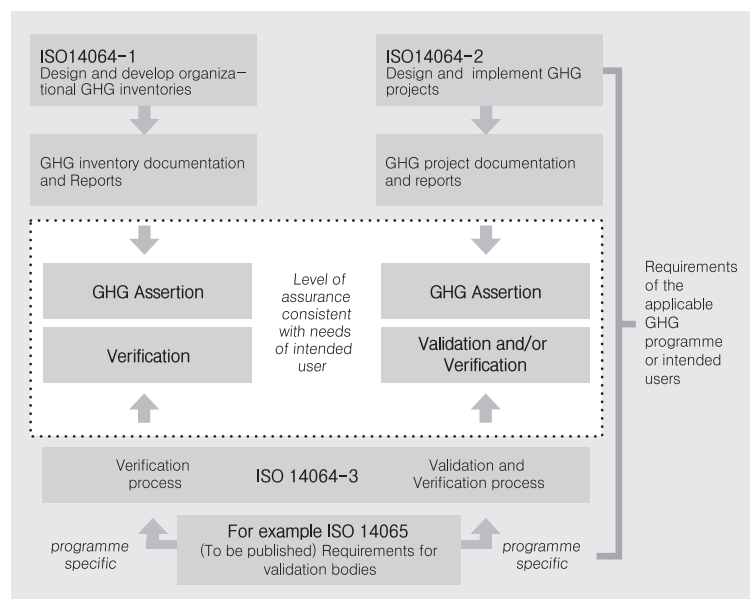 ISO14064-1
Design and develop organiza-
tional GHG inventories
ISO14064-2
Design and implement GHG
projects
GHG inventory documentation
and Reports
GHG project documentation
and reports
GHG Assertion
Verification
Level of
assurance
consistent
with needs
of intended
user
GHG Assertion
Validation and/or
Verification
Requirements
of the
applicable
GHG
programme
or intended
users
Verification
process
ISO 14064-3
Validation and
Verification process
programme
specific
For example ISO 14065
(To be published) Requirements for
validation bodies
programme
specific